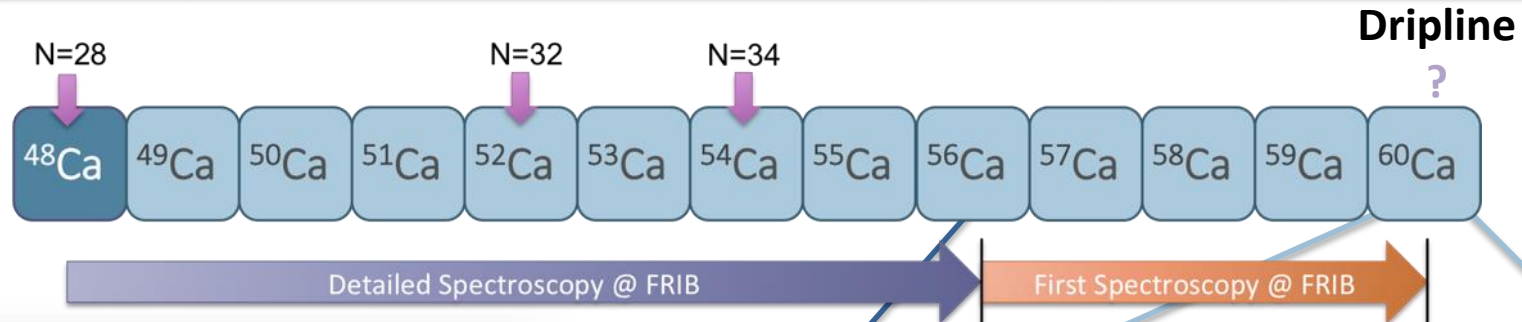 Dripline
?
N=28 N=32 N=34
⁴⁸Ca ⁴⁹Ca ⁵⁰Ca ⁵¹Ca ⁵²Ca ⁵³Ca ⁵⁴Ca ⁵⁵Ca ⁵⁶Ca ⁵⁷Ca ⁵⁸Ca ⁵⁹Ca ⁶⁰Ca
Detailed Spectroscopy @ FRIB First Spectroscopy @ FRIB